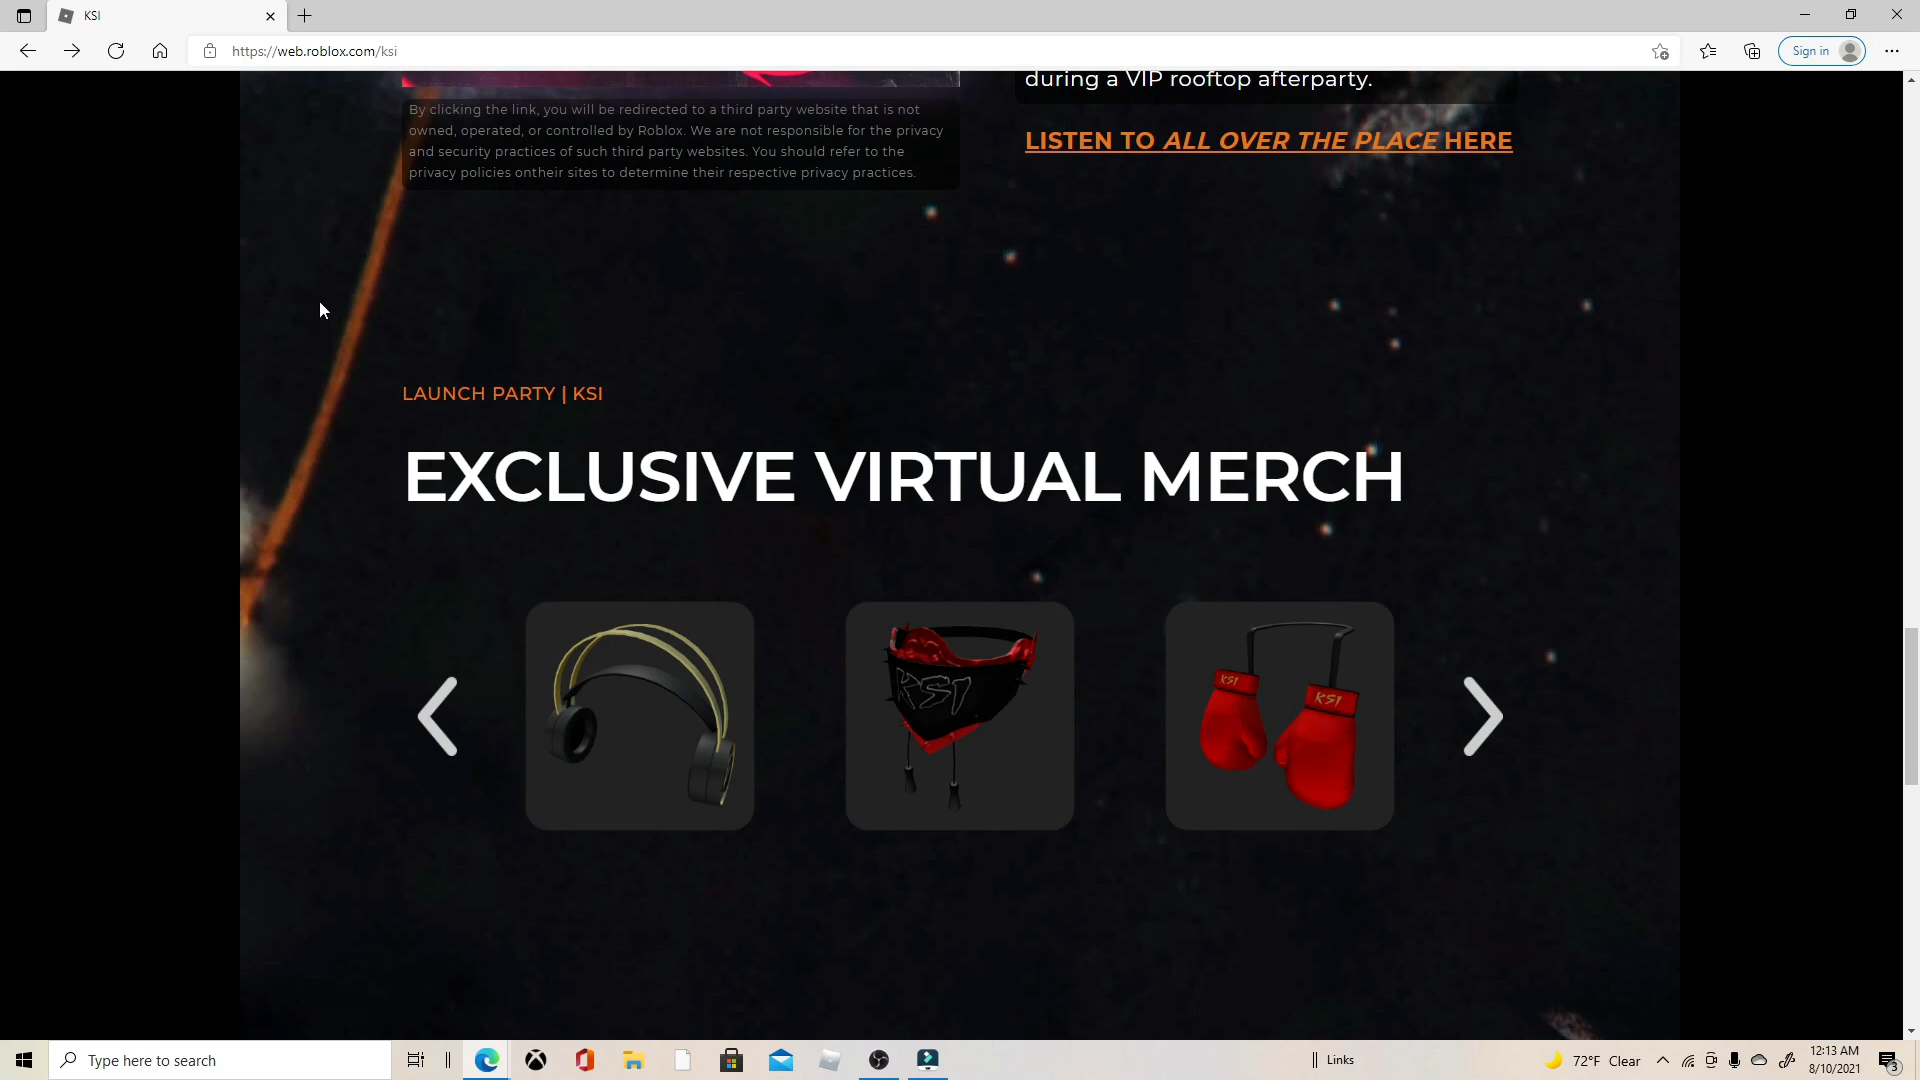 KSI
https://web.roblox.com/ksi
Sign in
during a VIP rooftop afterparty.
By clicking the link, you will be redirected to a third party website that is not
owned, operated, or controlled by Roblox. We are not responsible for the privacy
and security practices of such third party websites. You should refer to the
privacy policies ontheir sites to determine their respective privacy practices.
LISTEN TO ALL OVER THE PLACE HERE
LAUNCH PARTY | KSI
EXCLUSIVE VIRTUAL MERCH
KSI
KSI
KSI
Type here to search
Links
72°F Clear
12:13 AM
8/10/2021
3